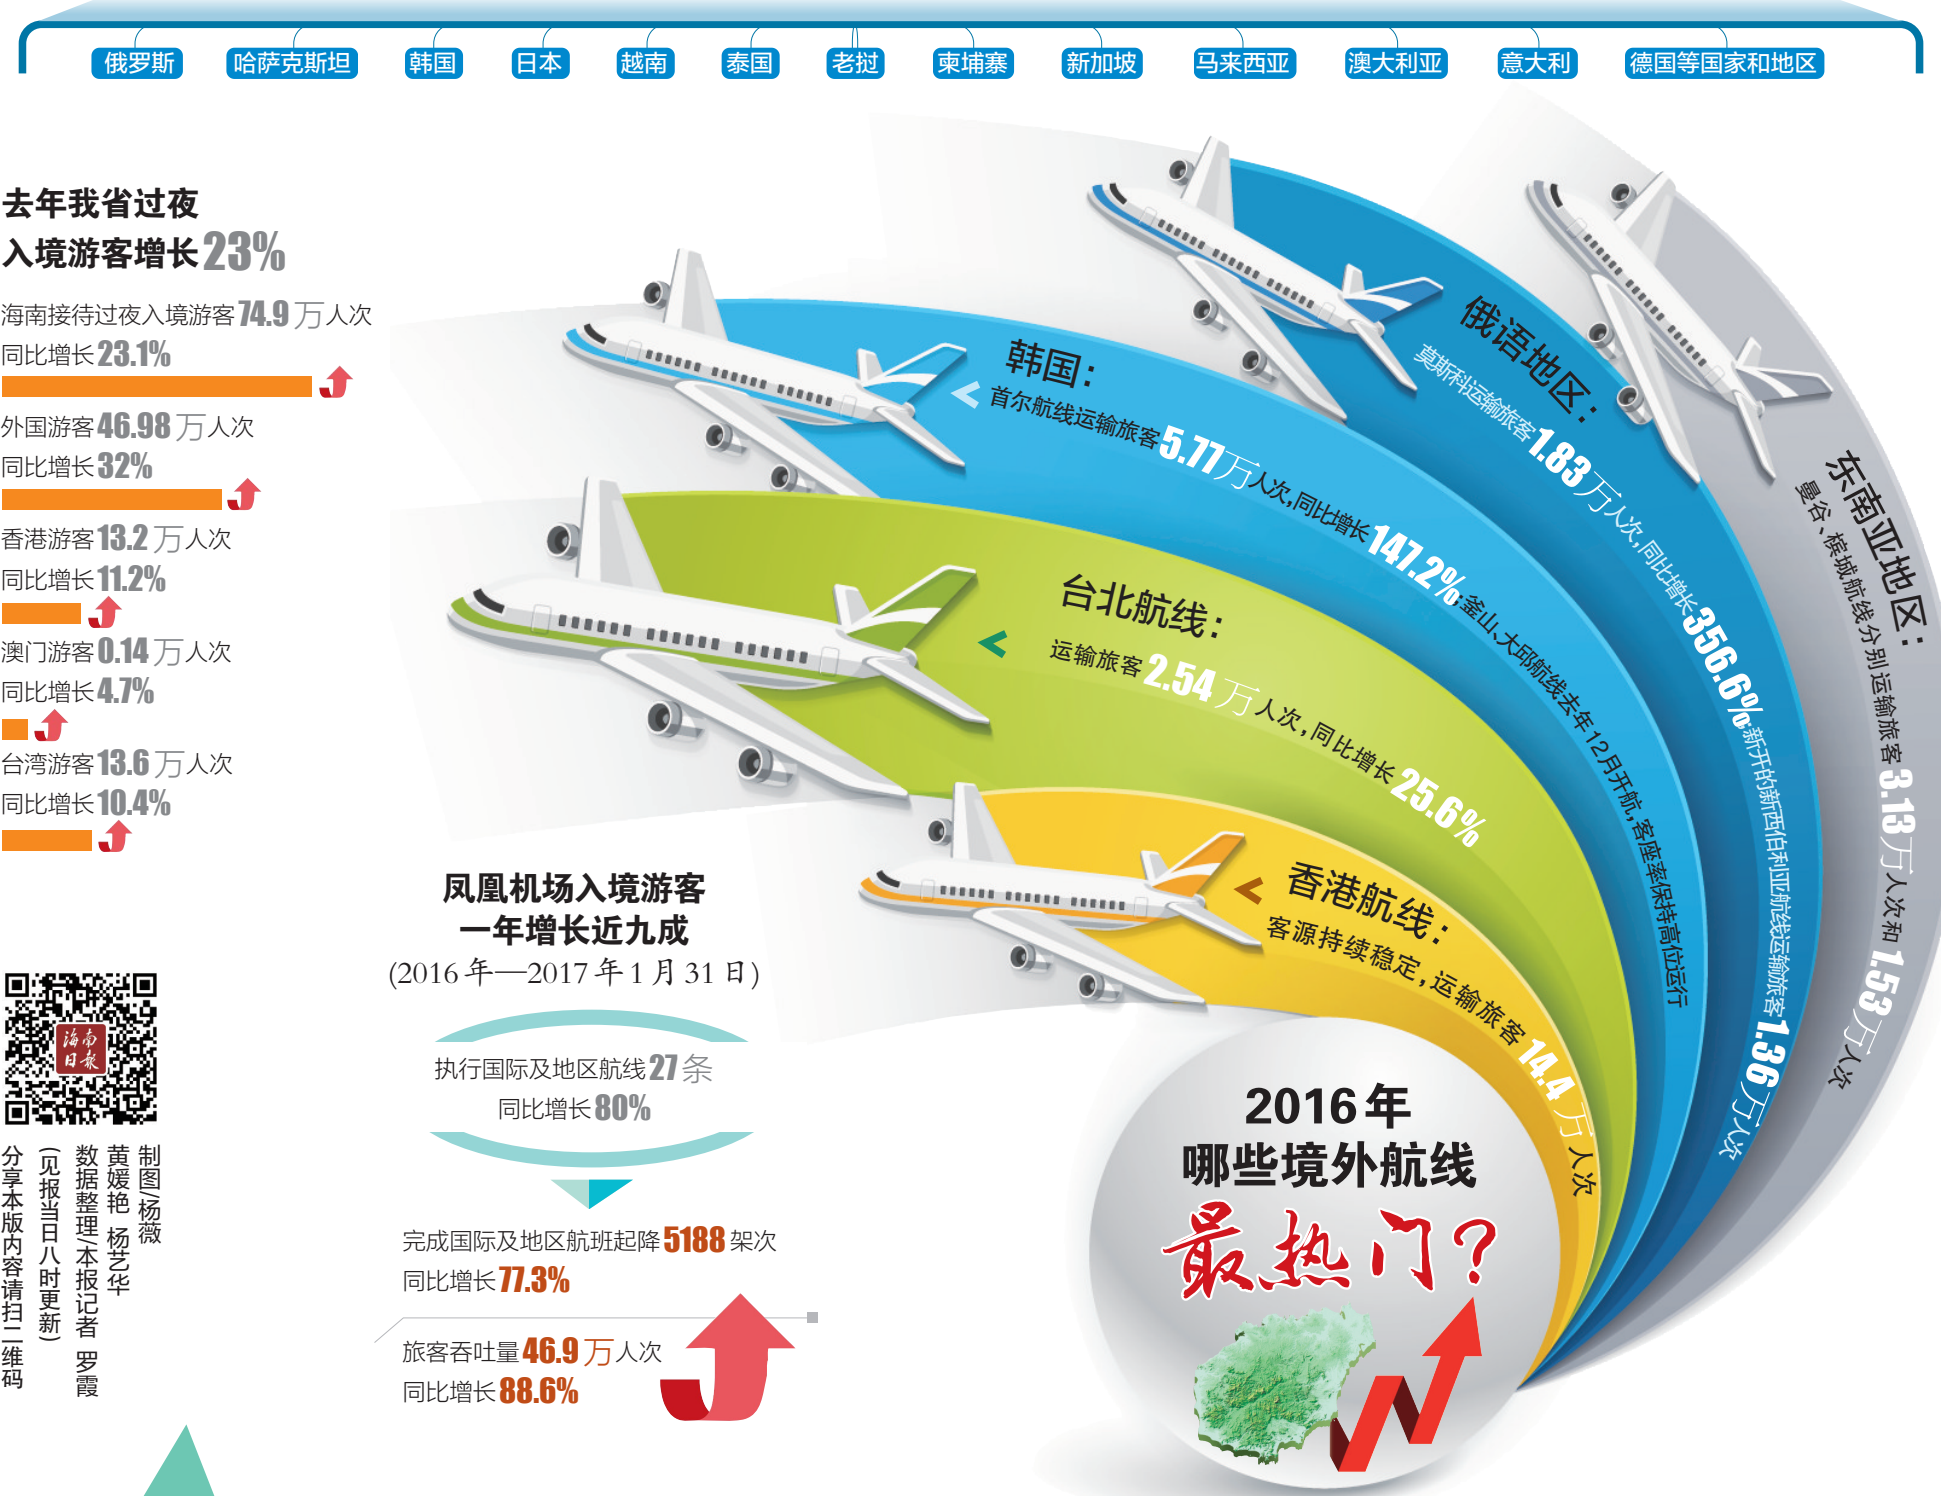 俄罗斯
哈萨克斯坦
韩国
日本
越南
泰国
老挝
柬埔寨
新加坡
马来西亚
澳大利亚
意大利
德国等国家和地区
去年我省过夜
入境游客增长23%
海南接待过夜入境游客74.9万人次
同比增长23.1%
外国游客46.98万人次
同比增长32%
香港游客13.2万人次
同比增长11.2%
澳门游客0.14万人次
同比增长4.7%
台湾游客13.6万人次
同比增长10.4%
凤凰机场入境游客
一年增长近九成
(2016年—2017年1月31日)
执行国际及地区航线27条
同比增长80%
完成国际及地区航班起降5188架次
同比增长77.3%
旅客吞吐量46.9万人次
同比增长88.6%
韩国：
首尔航线运输旅客5.77万人次,同比增长147.2%;釜山、大邱航线去年12月开航,客座率保持高位运行
俄语地区：
莫斯科运输旅客1.83万人次,同比增长356.6%;新开的新西伯利亚航线运输旅客1.36万人次
东南亚地区：
曼谷、槟城航线分别运输旅客3.13万人次和1.53万人次
台北航线：
运输旅客2.54万人次,同比增长25.6%
香港航线：
客源持续稳定,运输旅客14.4万人次
2016年
哪些境外航线
最热门?
海南
日报
制图/杨薇
黄媛艳 杨艺华
数据整理/本报记者 罗霞
(见报当日八时更新)
分享本版内容请扫二维码